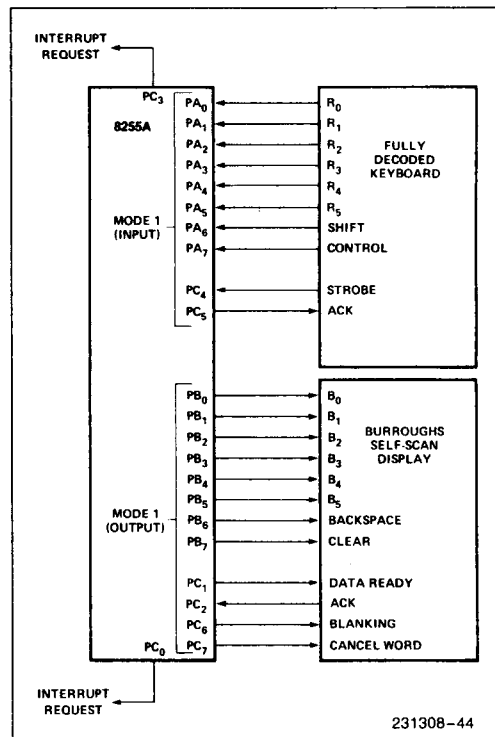 INTERRUPT
REQUEST
PC3
8255A
MODE 1
(INPUT)
PA0 R0
PA1 R1
PA2 R2
PA3 R3
PA4 R4
PA5 R5
PA6 SHIFT
PA7 CONTROL
PC4 STROBE
PC5 ACK
FULLY
DECODED
KEYBOARD
MODE 1
(OUTPUT)
PB0 B0
PB1 B1
PB2 B2
PB3 B3
PB4 B4
PB5 B5
PB6 BACKSPACE
PB7 CLEAR
PC1 DATA READY
PC2 ACK
PC6 BLANKING
PC7 CANCEL WORD
BURROUGHS
SELF-SCAN
DISPLAY
PC0
INTERRUPT
REQUEST
231308-44